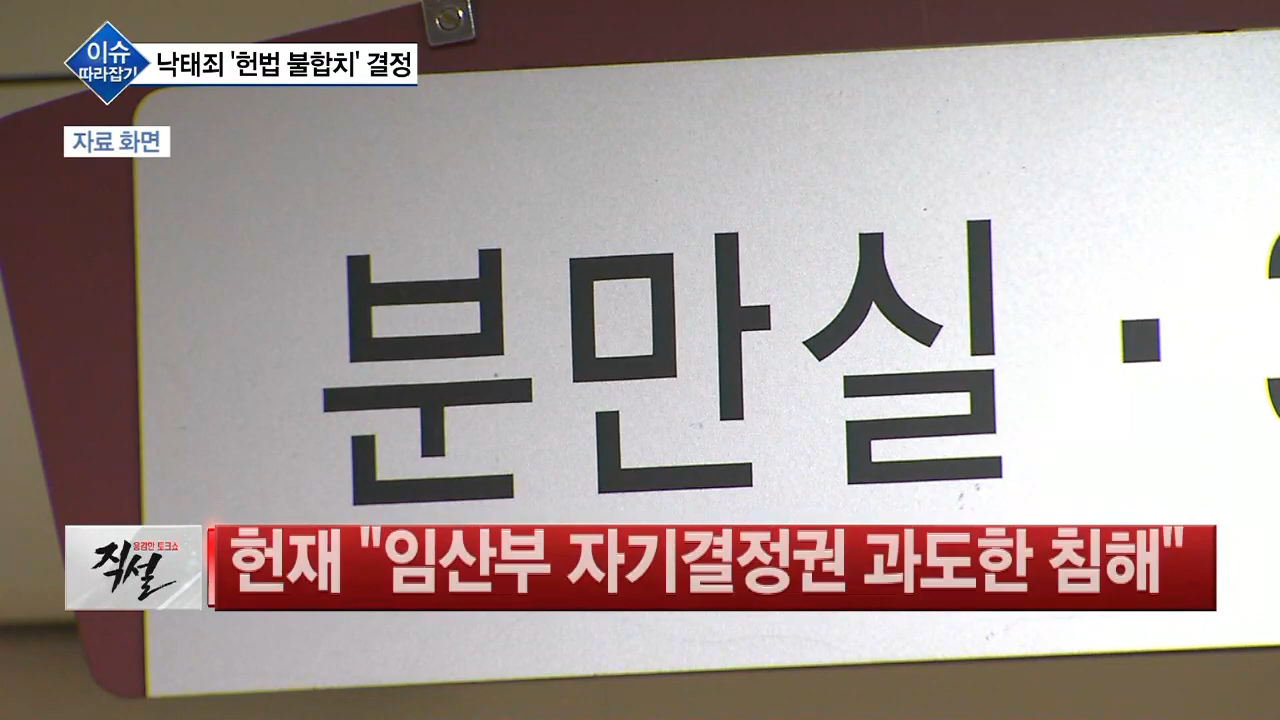 이슈
따라잡기
낙태죄 '헌법 불합치' 결정
자료 화면
분만실 ·
용감한 토크쇼
직설
헌재 "임산부 자기결정권 과도한 침해"